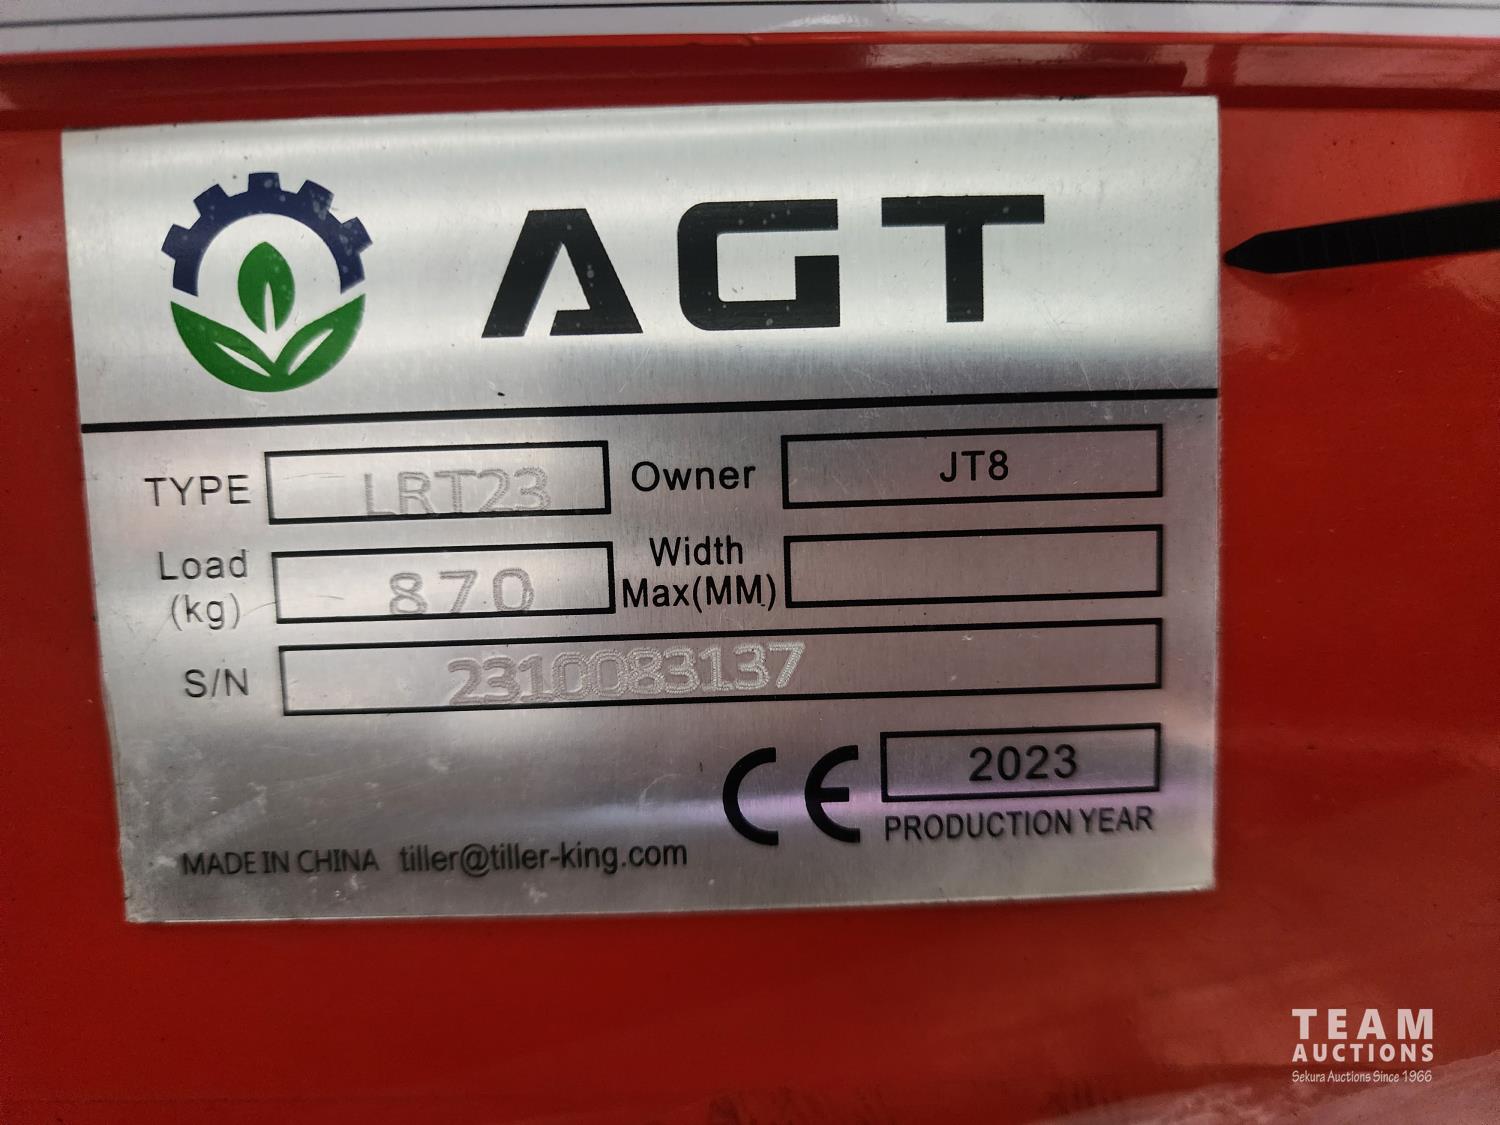 AGT
TYPE LRT23 Owner JT8
Load (kg) 870 Width Max(MM)
S/N 2310083137
CE 2023
PRODUCTION YEAR
MADE IN CHINA tiller@tiller-king.com
TEAM
AUCTIONS
Sekura Auctions Since 1966